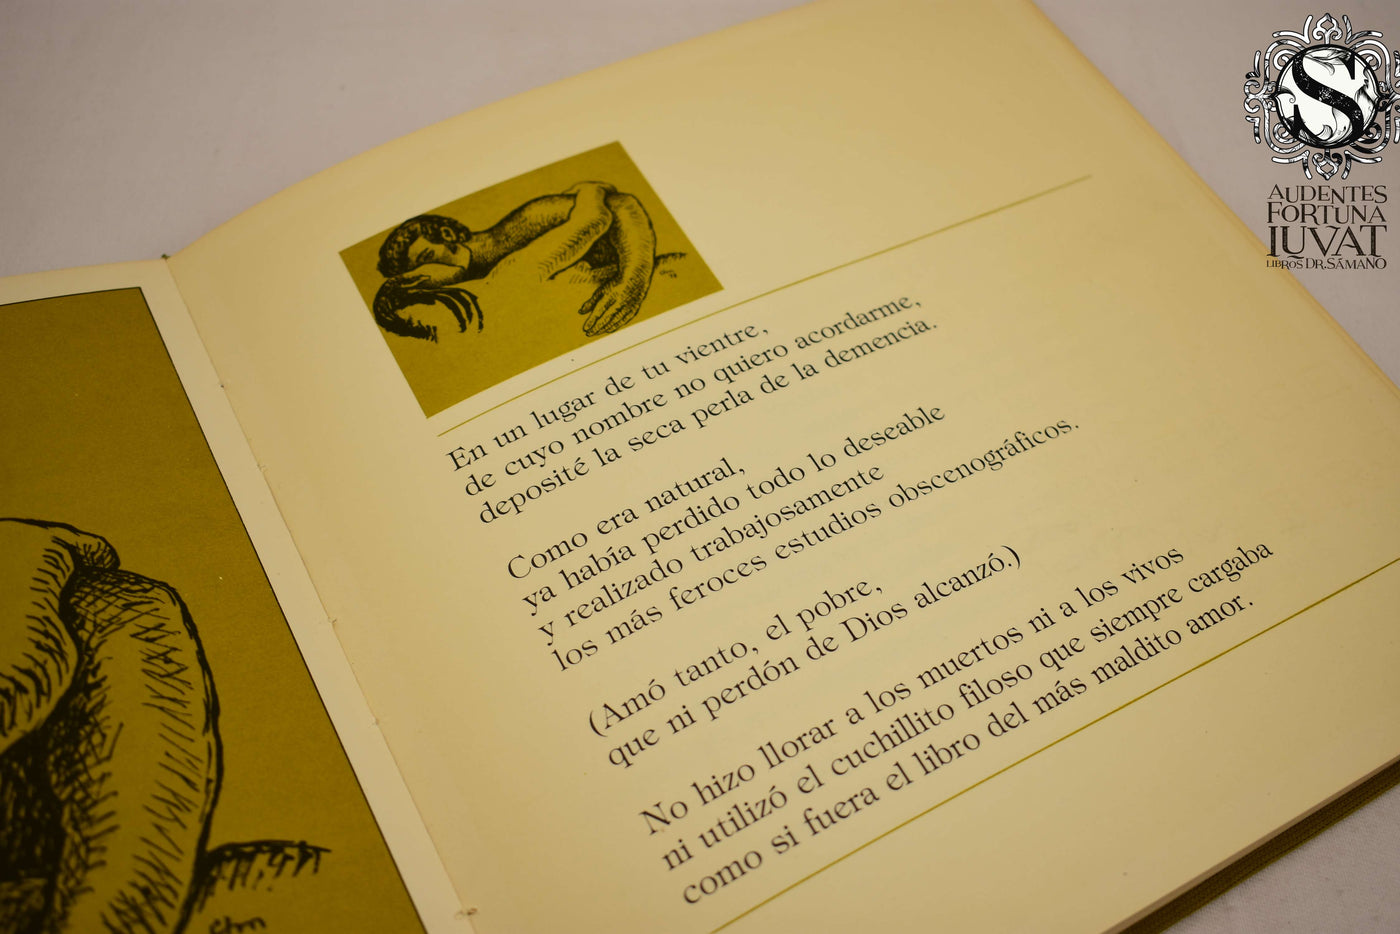 En un lugar de tu vientre,
de cuyo nombre no quiero acordarme,
deposité la seca perla de la demencia.
Como era natural,
ya había perdido todo lo deseable
y realizado trabajosamente
los más feroces estudios obscenográficos.
(Amó tanto, el pobre,
que ni perdón de Dios alcanzó.)
No hizo llorar a los muertos ni a los vivos
ni utilizó el cuchillito filoso que siempre cargaba
como si fuera el libro del más maldito amor.
S
AUDENTES
FORTUNA
IUVAT
LIBROS DR. SÁMANO